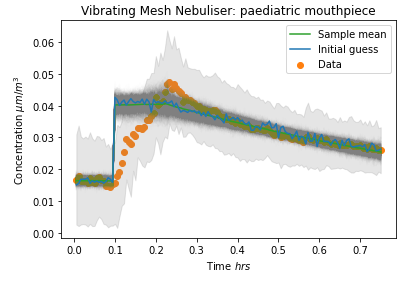 Vibrating Mesh Nebuliser: paediatric mouthpiece
Sample mean
Initial guess
Data
Concentration μm/m³
0.06
0.05
0.04
0.03
0.02
0.01
0.00
0.0 0.1 0.2 0.3 0.4 0.5 0.6 0.7
Time hrs